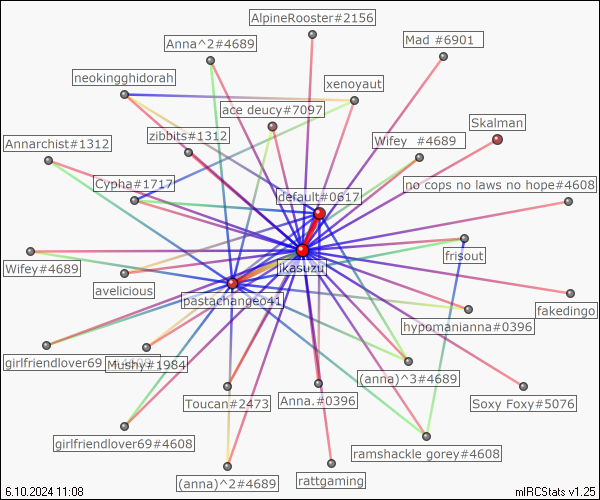 AlpineRooster#2156
Anna^2#4689
Mad #6901
neokingghidorah
xenoyaut
ace deucy#7097
Skalman
zibbits#1312
Annarchist#1312
Wifey #4689
Cypha#1717
no cops no laws no hope#4608
default#0617
frisout
Wifey#4689
jkasuzu
avelicious
pastachangeo41
fakedingo
hypomanianna#0396
girlfriendlover69
Mushy#1984
(anna)^3#4689
Toucan#2473
Anna.#0396
Soxy Foxy#5076
girlfriendlover69#4608
ramshackle gorey#4608
(anna)^2#4689
rattgaming
6.10.2024 11:08
mIRCStats v1.25